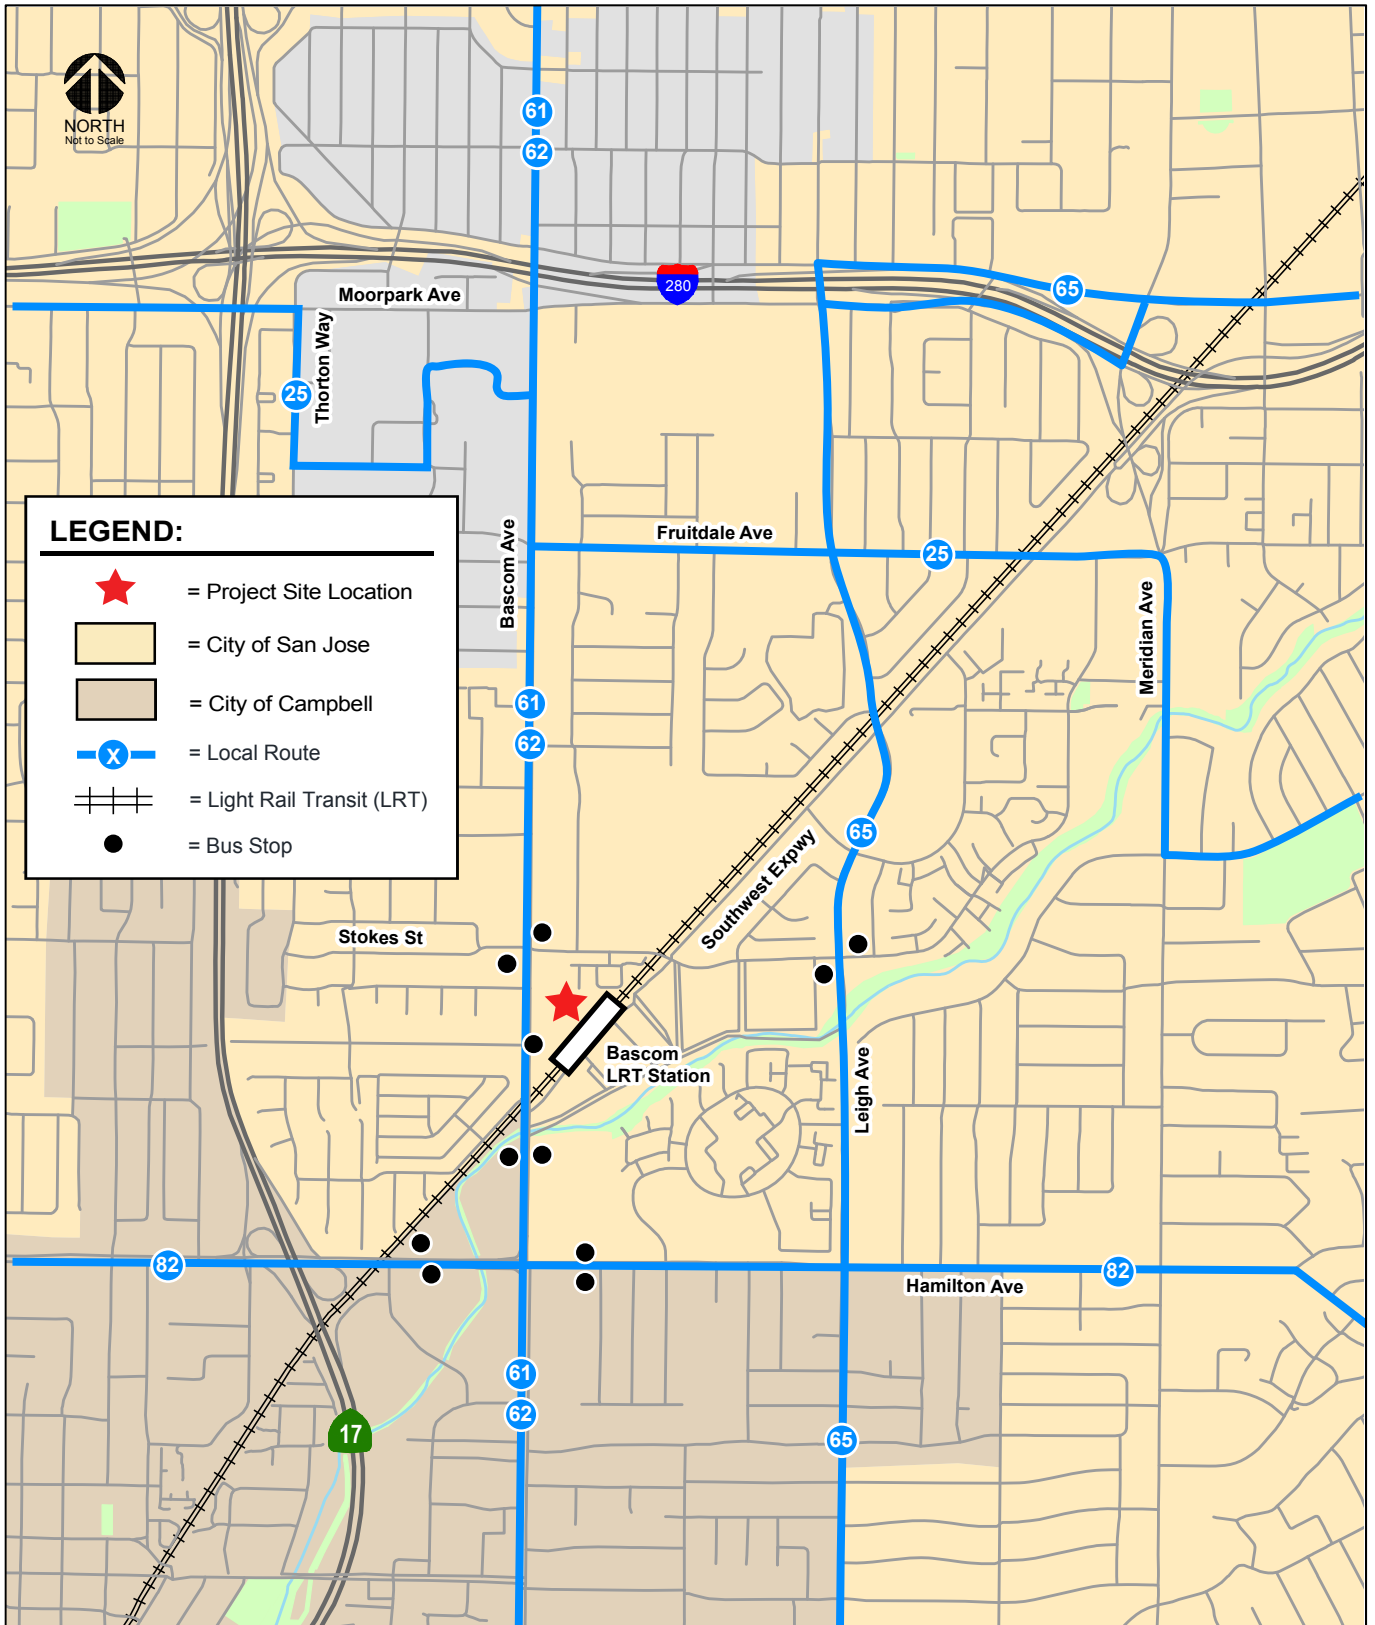 61
62
NORTH
Not to Scale
280
65
Moorpark Ave
Thorton Way
25
LEGEND:
= Project Site Location
= City of San Jose
= City of Campbell
X
= Local Route
= Light Rail Transit (LRT)
= Bus Stop
Bascom Ave
Fruitdale Ave
25
Meridian Ave
61
62
65
Southwest Expwy
Stokes St
Bascom
LRT Station
Leigh Ave
82
82
Hamilton Ave
61
62
17
65